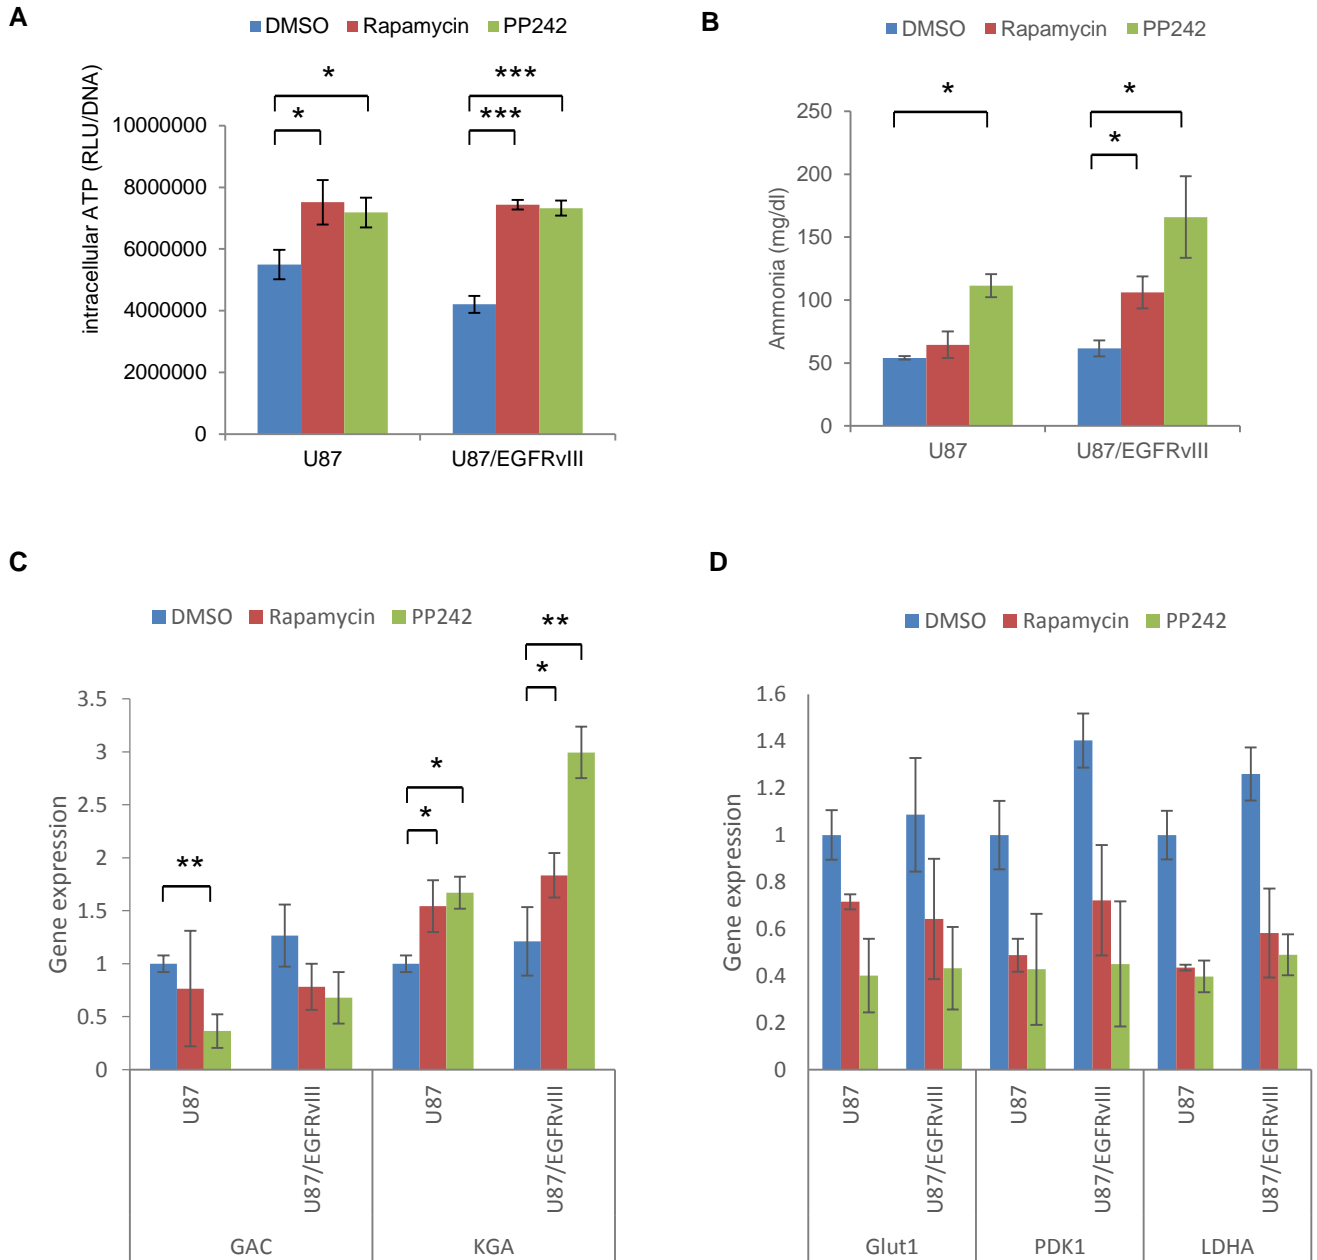 A
DMSO Rapamycin PP242
intracellular ATP (RLU/DNA)
* ***
* ***
10000000
8000000
6000000
4000000
2000000
0
U87 U87/EGFRvIII
B
DMSO Rapamycin PP242
Ammonia (mg/dl)
* *
*
250
200
150
100
50
0
U87 U87/EGFRvIII
C
DMSO Rapamycin PP242
Gene expression
**
*
*
*
**
3.5
3
2.5
2
1.5
1
0.5
0
U87 U87/EGFRvIII U87 U87/EGFRvIII
GAC KGA
D
DMSO Rapamycin PP242
Gene expression
1.6
1.4
1.2
1
0.8
0.6
0.4
0.2
0
U87 U87/EGFRvIII U87 U87/EGFRvIII U87 U87/EGFRvIII
Glut1 PDK1 LDHA